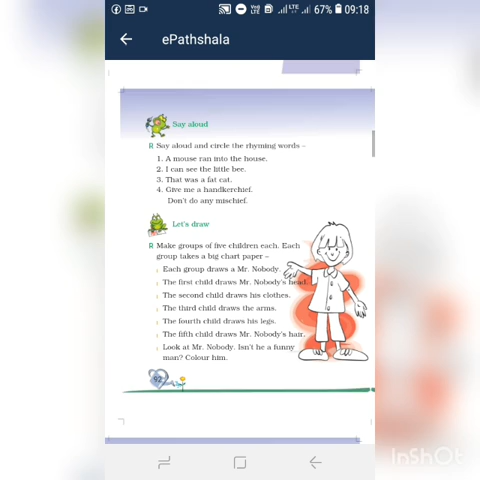 67% 09:18
ePathshala
Say aloud
R Say aloud and circle the rhyming words –
1. A mouse ran into the house.
2. I can see the little bee.
3. That was a fat cat.
4. Give me a handkerchief.
Don't do any mischief.
Let's draw
R Make groups of five children each. Each
group takes a big chart paper –
Each group draws a Mr. Nobody.
The first child draws Mr. Nobody's head.
The second child draws his clothes.
The third child draws the arms.
The fourth child draws his legs.
The fifth child draws Mr. Nobody's hair.
Look at Mr. Nobody. Isn't he a funny
man? Colour him.
92
InShOt